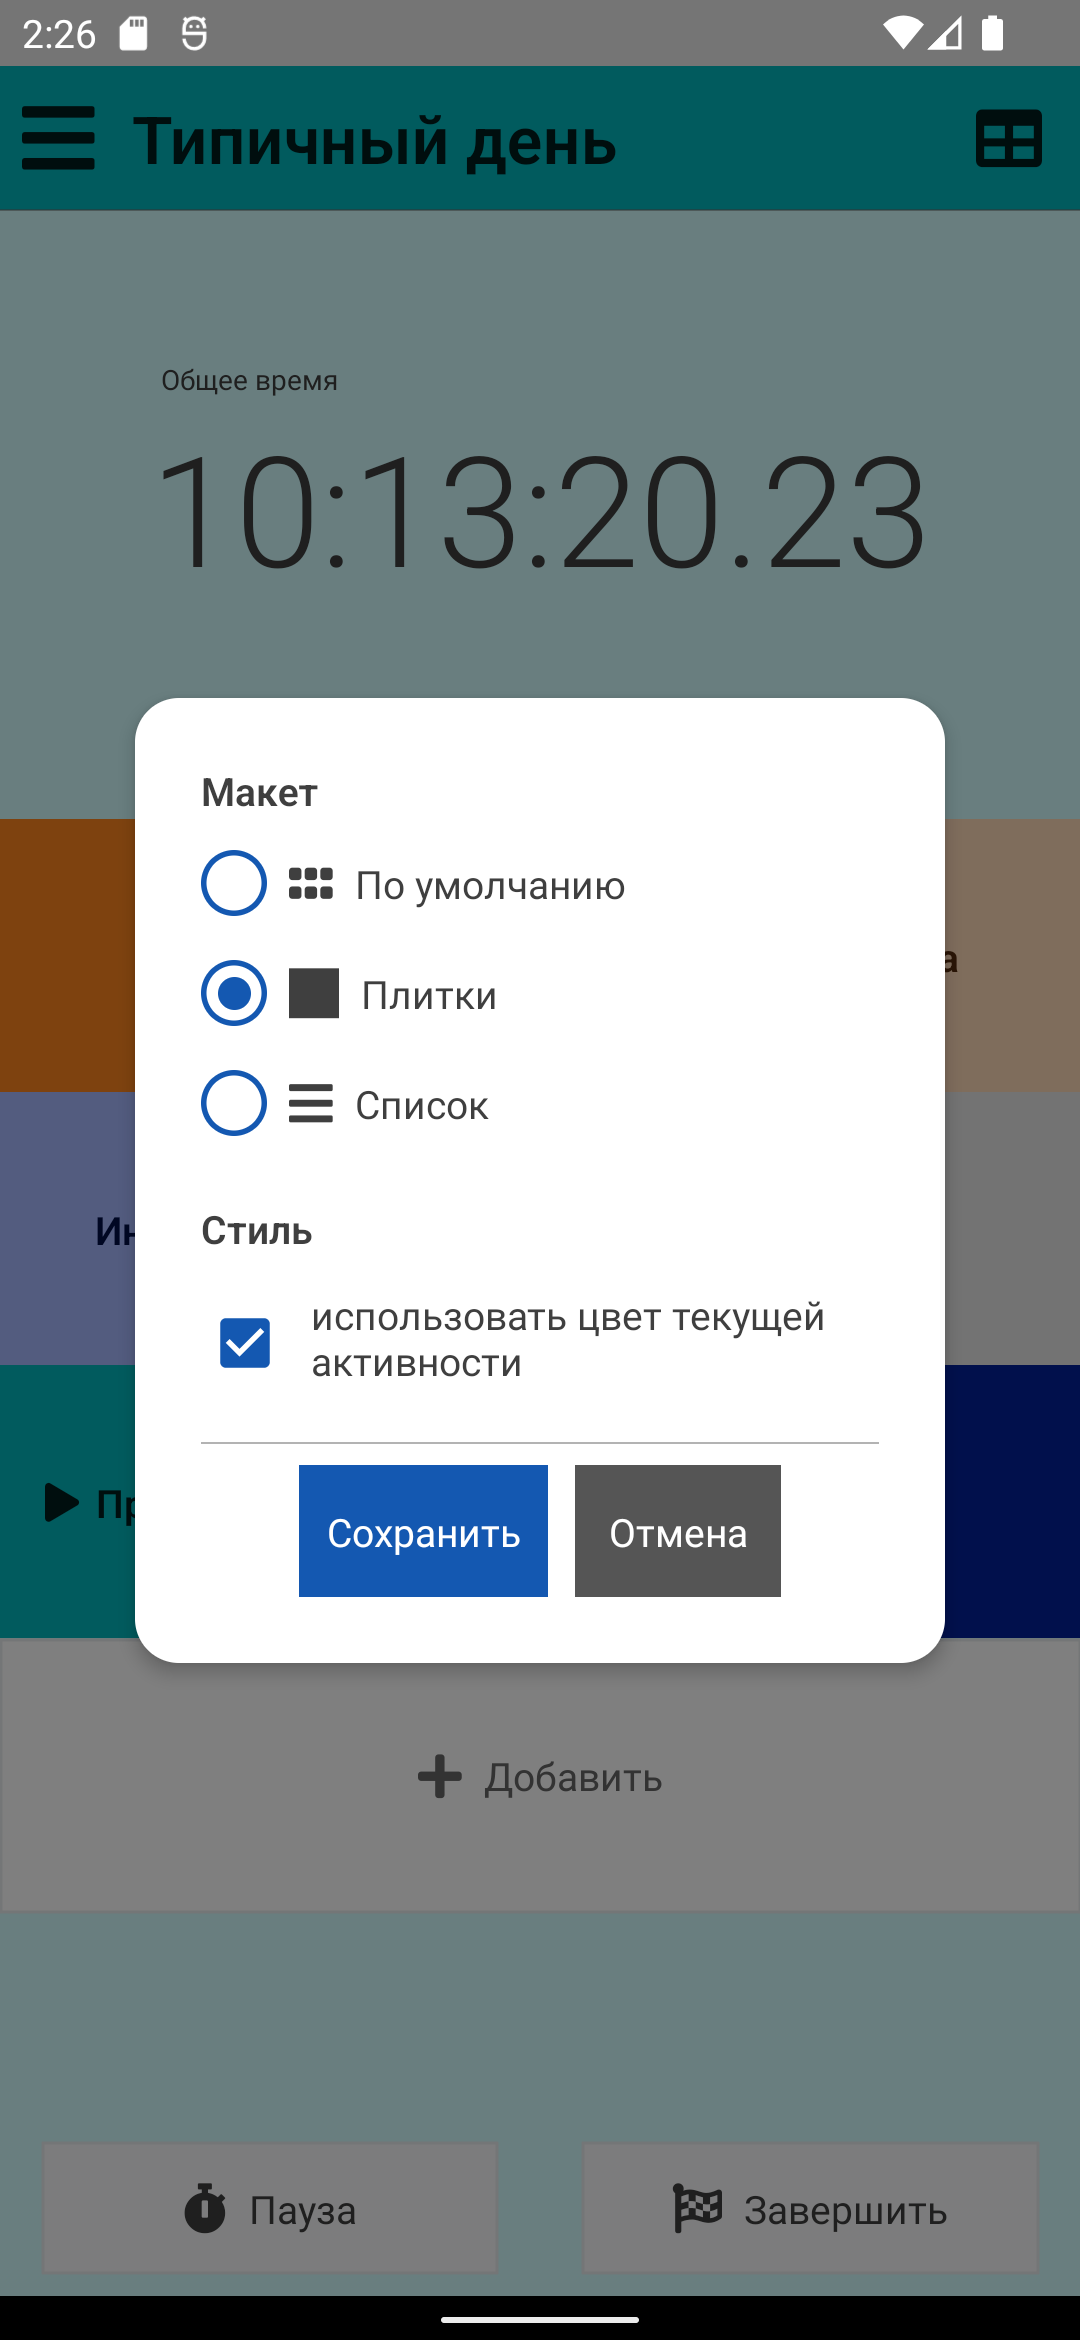 2:26
Типичный день
Общее время
10:13:20.23
Макет
По умолчанию
Плитки
Список
Стиль
использовать цвет текущей
активности
Сохранить
Отмена
Добавить
Пауза
Завершить